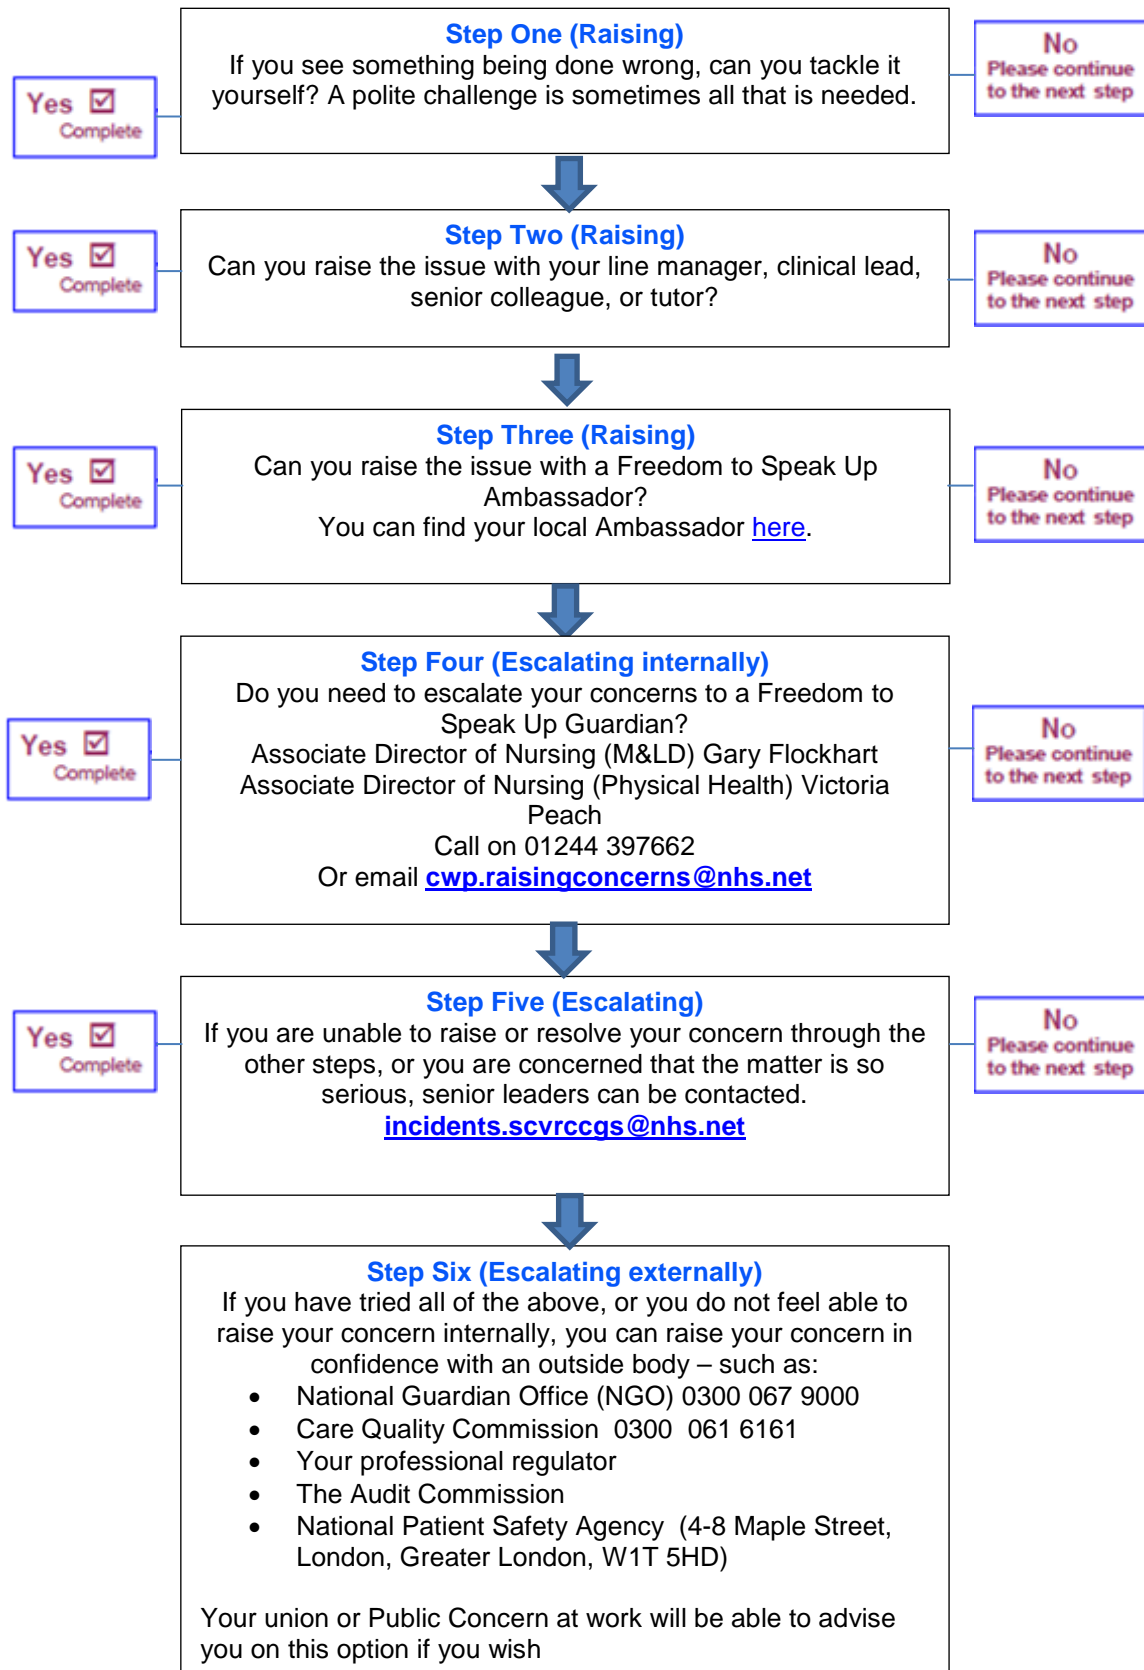 Step One (Raising)
If you see something being done wrong, can you tackle it
yourself? A polite challenge is sometimes all that is needed.
Yes ☑
Complete
No
Please continue
to the next step
Step Two (Raising)
Can you raise the issue with your line manager, clinical lead,
senior colleague, or tutor?
Yes ☑
Complete
No
Please continue
to the next step
Step Three (Raising)
Can you raise the issue with a Freedom to Speak Up
Ambassador?
You can find your local Ambassador here.
Yes ☑
Complete
No
Please continue
to the next step
Step Four (Escalating internally)
Do you need to escalate your concerns to a Freedom to
Speak Up Guardian?
Associate Director of Nursing (M&LD) Gary Flockhart
Associate Director of Nursing (Physical Health) Victoria
Peach
Call on 01244 397662
Or email cwp.raisingconcerns@nhs.net
Yes ☑
Complete
No
Please continue
to the next step
Step Five (Escalating)
If you are unable to raise or resolve your concern through the
other steps, or you are concerned that the matter is so
serious, senior leaders can be contacted.
incidents.scvrccgs@nhs.net
Yes ☑
Complete
No
Please continue
to the next step
Step Six (Escalating externally)
If you have tried all of the above, or you do not feel able to
raise your concern internally, you can raise your concern in
confidence with an outside body – such as:
• National Guardian Office (NGO) 0300 067 9000
• Care Quality Commission 0300 061 6161
• Your professional regulator
• The Audit Commission
• National Patient Safety Agency (4-8 Maple Street,
London, Greater London, W1T 5HD)
Your union or Public Concern at work will be able to advise
you on this option if you wish